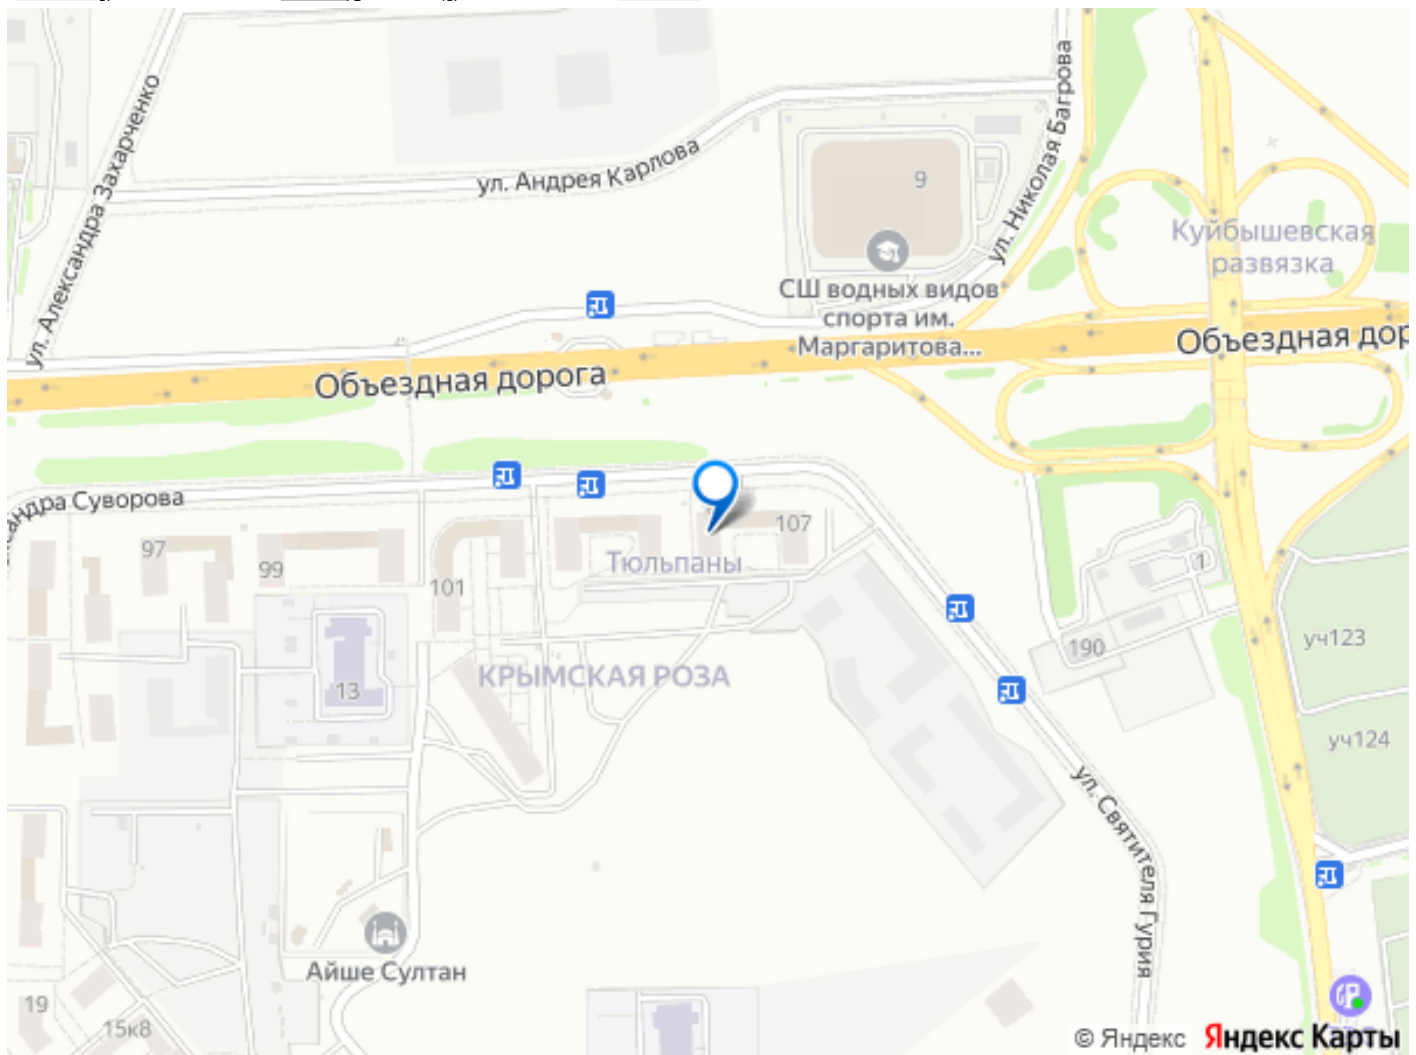 ул. Александра Захарченко
ул. Андрея Карлова
ул. Николая Багрова
9
Куйбышевская
развязка
СШ водных видов
спорта им.
Маргаритова...
Объездная дорога
Объездная дор
ксандра Суворова
97
99
101
107
Тюльпаны
1
190
уч123
КРЫМСКАЯ РОЗА
13
уч124
ул. Святителя Гурия
Айше Султан
19
15к8
© Яндекс Яндекс Карты